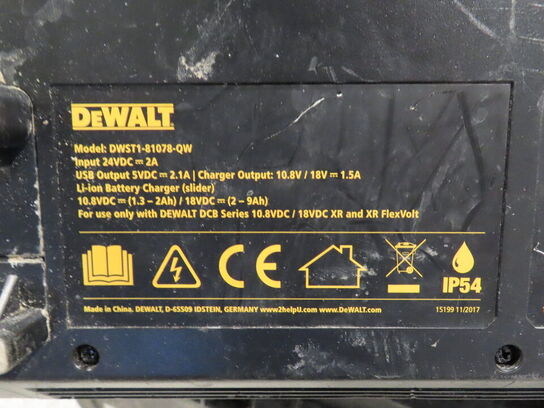 DEWALT
Model: DWST1-81078-QW
Input 24VDC ⎓ 2A
USB Output 5VDC ⎓ 2.1A | Charger Output: 10.8V / 18V ⎓ 1.5A
Li-ion Battery Charger (slider)
10.8VDC ⎓ (1.3 – 2Ah) / 18VDC ⎓ (2 – 9Ah)
For use only with DEWALT DCB Series 10.8VDC / 18VDC XR and XR FlexVolt
CE
IP54
Made in China. DEWALT, D-65509 IDSTEIN, GERMANY www.2helpU.com www.DeWALT.com
15199 11/2017